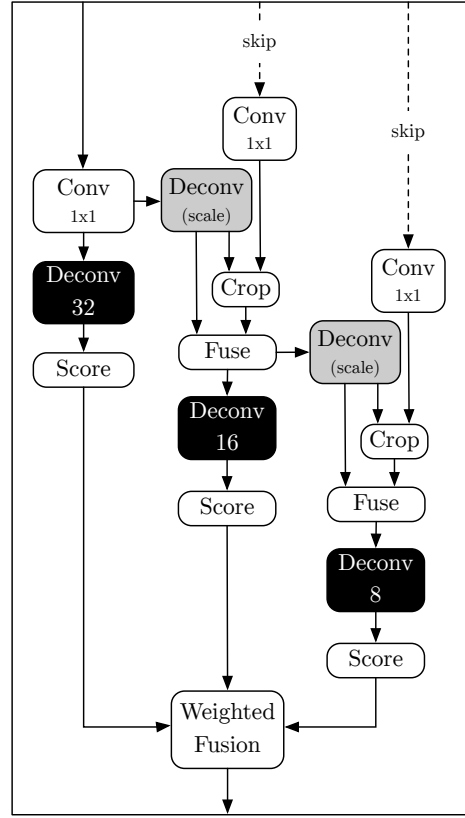 skip
Conv
1x1
skip
Conv
1x1
Deconv
(scale)
Deconv
32
Crop
Conv
1x1
Score
Fuse
Deconv
(scale)
Deconv
16
Crop
Score
Fuse
Deconv
8
Score
Weighted
Fusion